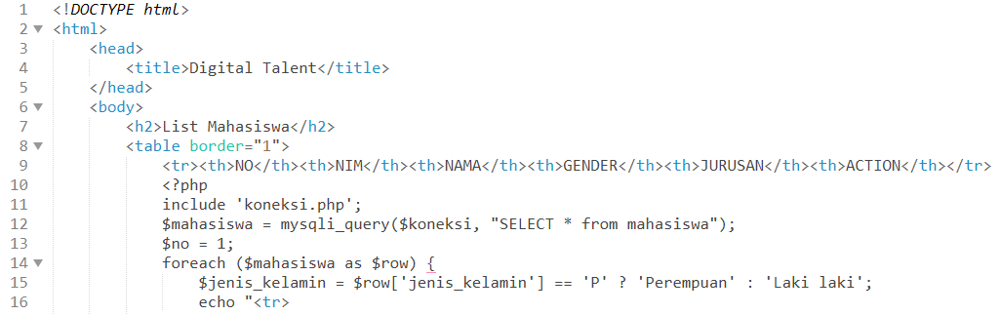 1 <!DOCTYPE html>
2 <html>
3 <head>
4 <title>Digital Talent</title>
5 </head>
6 <body>
7 <h2>List Mahasiswa</h2>
8 <table border="1">
9 <tr><th>NO</th><th>NIM</th><th>NAMA</th><th>GENDER</th><th>JURUSAN</th><th>ACTION</th></tr>
10 <?php
11 include 'koneksi.php';
12 $mahasiswa = mysqli_query($koneksi, "SELECT * from mahasiswa");
13 $no = 1;
14 foreach ($mahasiswa as $row) {
15 $jenis_kelamin = $row['jenis_kelamin'] == 'P' ? 'Perempuan' : 'Laki laki';
16 echo "<tr>